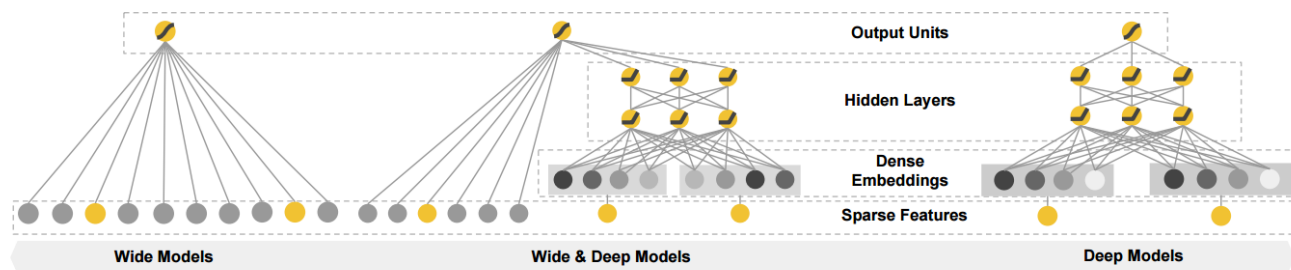 Output Units
Hidden Layers
Dense
Embeddings
Sparse Features
Wide Models
Wide & Deep Models
Deep Models